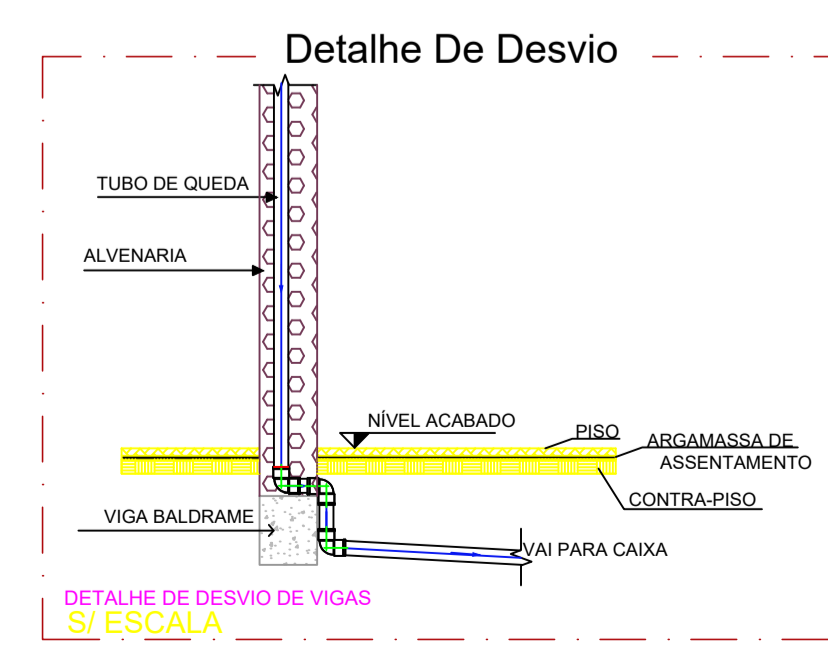 Detalhe De Desvio
TUBO DE QUEDA
ALVENARIA
NÍVEL ACABADO
PISO
ARGAMASSA DE
ASSENTAMENTO
CONTRA-PISO
VIGA BALDRAME
VAI PARA CAIXA
DETALHE DE DESVIO DE VIGAS
S/ ESCALA